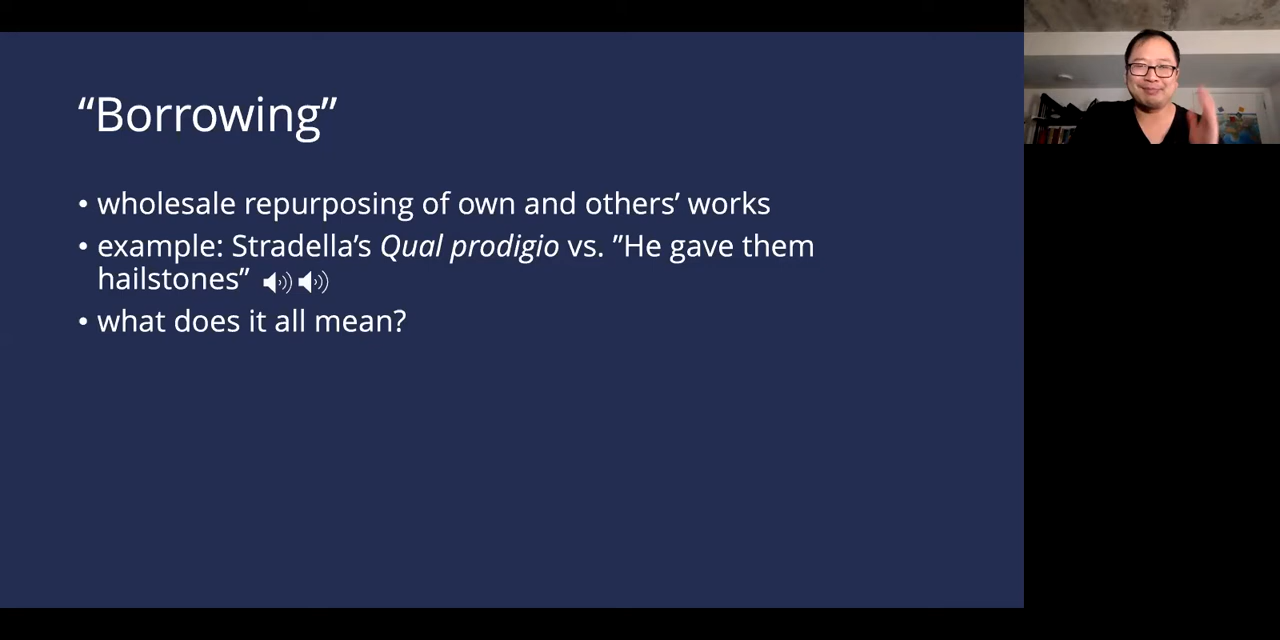 “Borrowing”
• wholesale repurposing of own and others’ works
• example: Stradella’s Qual prodigio vs. ”He gave them
hailstones”
• what does it all mean?